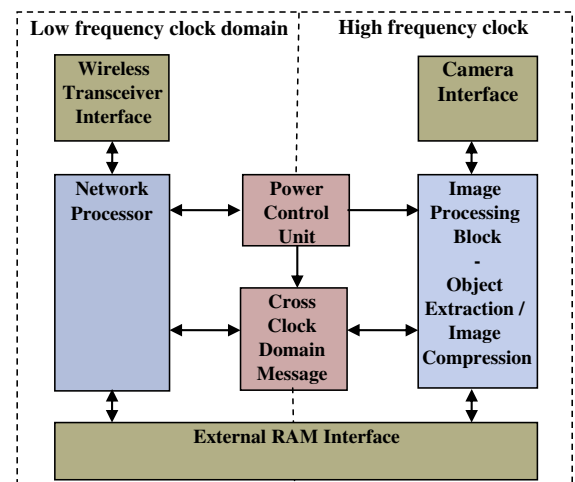 Low frequency clock domain
High frequency clock
Wireless
Transceiver
Interface
Camera
Interface
Network
Processor
Power
Control
Unit
Image
Processing
Block
-
Object
Extraction /
Image
Compression
Cross
Clock
Domain
Message
External RAM Interface